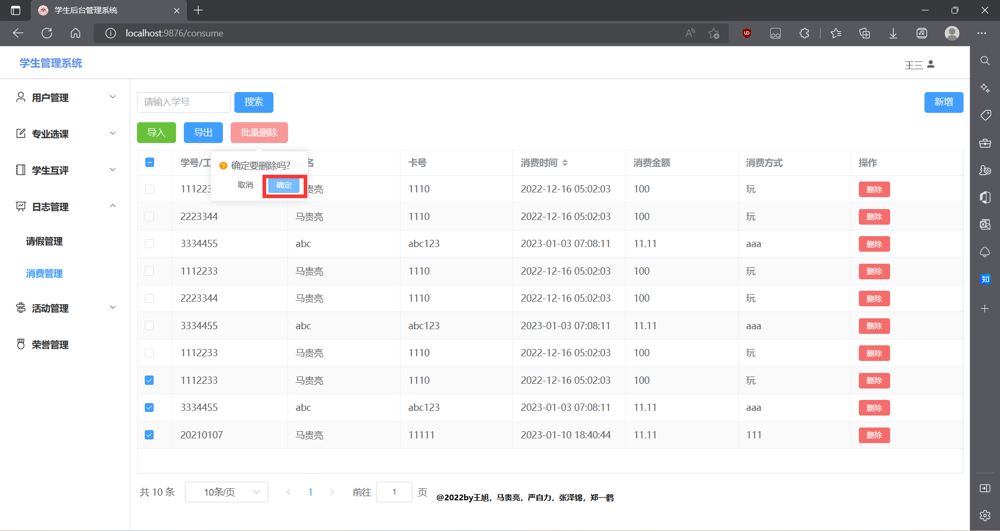 学生后台管理系统
localhost:9876/consume
学生管理系统
王三
用户管理
专业选课
学生互评
日志管理
请假管理
消费管理
活动管理
荣誉管理
请输入学号 搜索 新增
导入 导出 批量删除
确定要删除吗?
取消 确定
学号/工 名 卡号 消费时间 消费金额 消费方式 操作
111223 贵亮 1110 2022-12-16 05:02:03 100 玩 删除
2223344 马贵亮 1110 2022-12-16 05:02:03 100 玩 删除
3334455 abc abc123 2023-01-03 07:08:11 11.11 aaa 删除
1112233 马贵亮 1110 2022-12-16 05:02:03 100 玩 删除
2223344 马贵亮 1110 2022-12-16 05:02:03 100 玩 删除
3334455 abc abc123 2023-01-03 07:08:11 11.11 aaa 删除
1112233 马贵亮 1110 2022-12-16 05:02:03 100 玩 删除
1112233 马贵亮 1110 2022-12-16 05:02:03 100 玩 删除
3334455 abc abc123 2023-01-03 07:08:11 11.11 aaa 删除
20210107 马贵亮 11111 2023-01-10 18:40:44 11.11 111 删除
共 10 条 10条/页 1 前往 1 页
@2022by王旭，马贵亮，严自力，张泽锦，郑一鹤
知